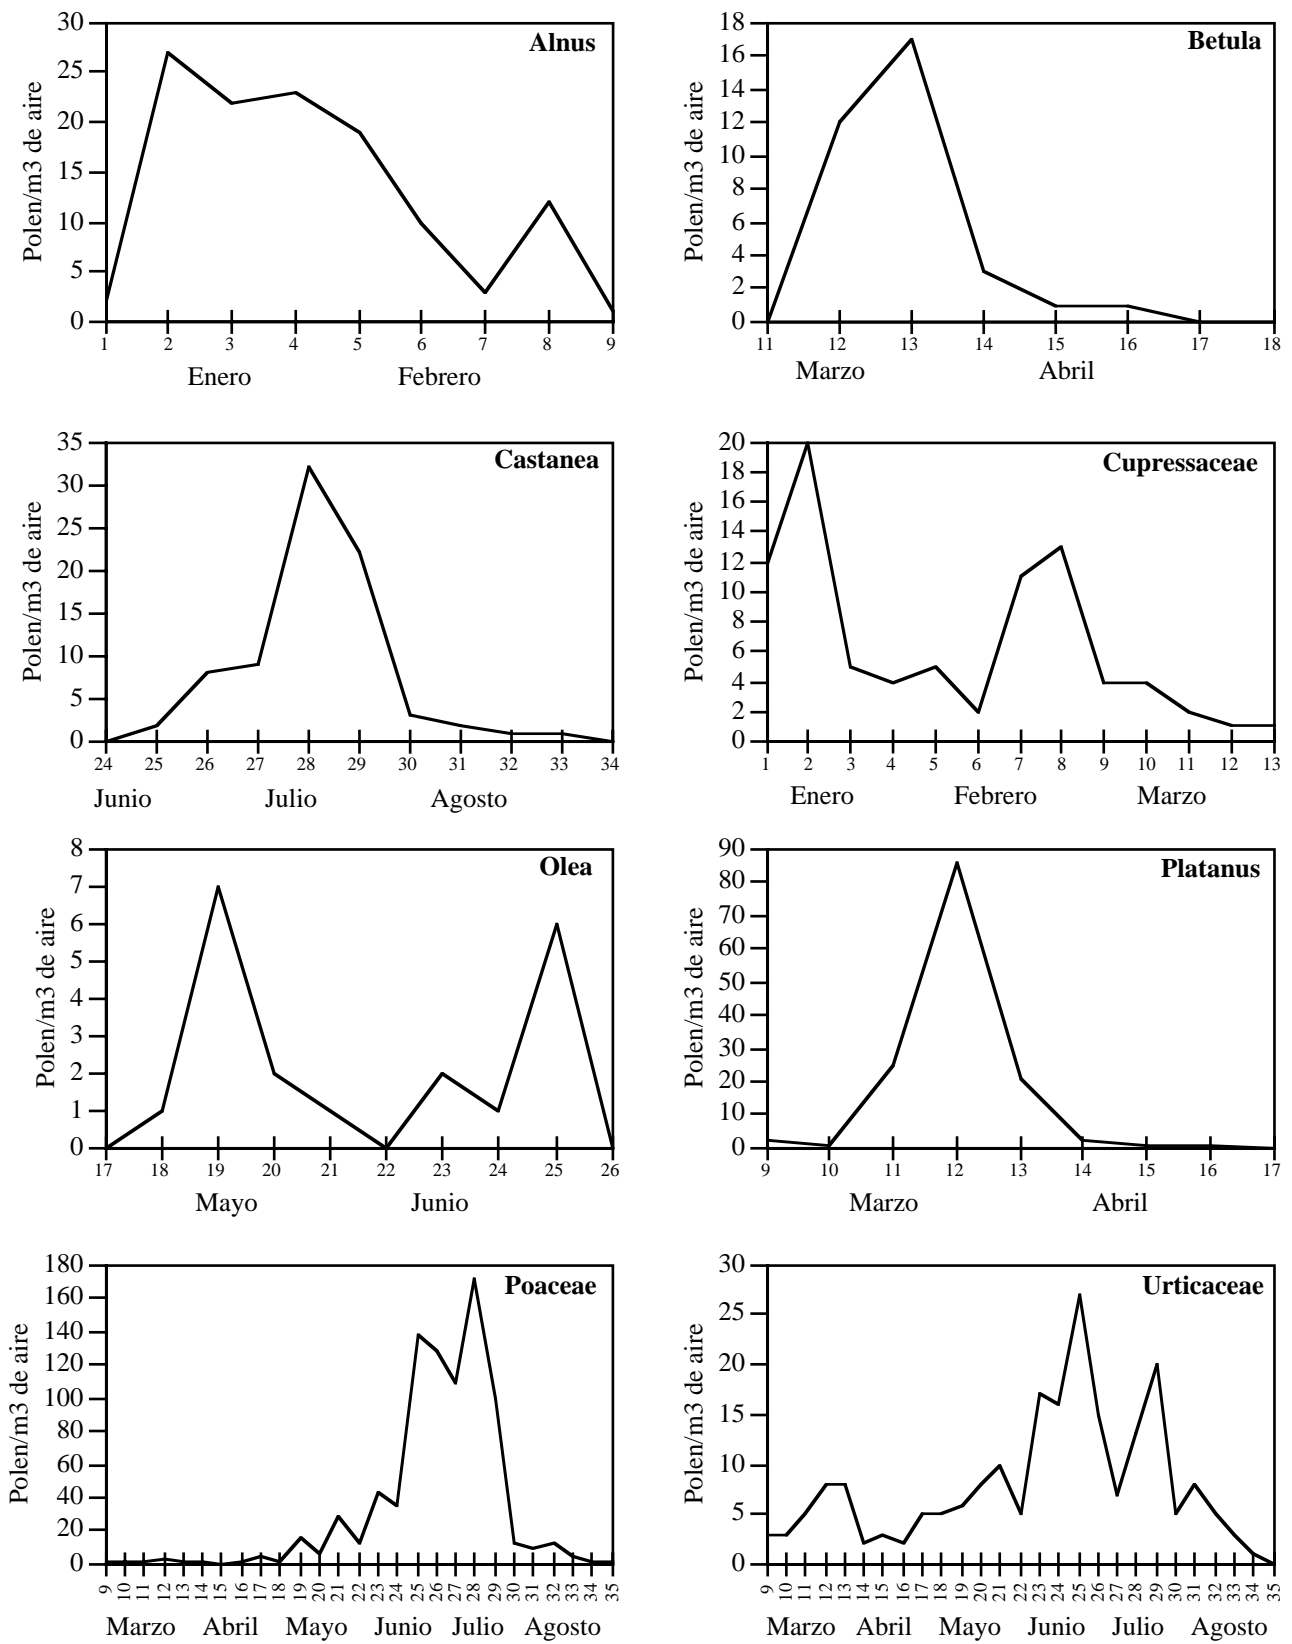 Alnus
Polen/m3 de aire
30
25
20
15
10
5
0
1 2 3 4 5 6 7 8 9
Enero Febrero
Betula
Polen/m3 de aire
18
16
14
12
10
8
6
4
2
0
11 12 13 14 15 16 17 18
Marzo Abril
Castanea
Polen/m3 de aire
35
30
25
20
15
10
5
0
24 25 26 27 28 29 30 31 32 33 34
Junio Julio Agosto
Cupressaceae
Polen/m3 de aire
20
18
16
14
12
10
8
6
4
2
0
1 2 3 4 5 6 7 8 9 10 11 12 13
Enero Febrero Marzo
Olea
Polen/m3 de aire
8
7
6
5
4
3
2
1
0
17 18 19 20 21 22 23 24 25 26
Mayo Junio
Platanus
Polen/m3 de aire
90
80
70
60
50
40
30
20
10
0
9 10 11 12 13 14 15 16 17
Marzo Abril
Poaceae
Polen/m3 de aire
180
160
140
120
100
80
60
40
20
0
9 10 11 12 13 14 15 16 17 18 19 20 21 22 23 24 25 26 27 28 29 30 31 32 33 34 35
Marzo Abril Mayo Junio Julio Agosto
Urticaceae
Polen/m3 de aire
30
25
20
15
10
5
0
9 10 11 12 13 14 15 16 17 18 19 20 21 22 23 24 25 26 27 28 29 30 31 32 33 34 35
Marzo Abril Mayo Junio Julio Agosto